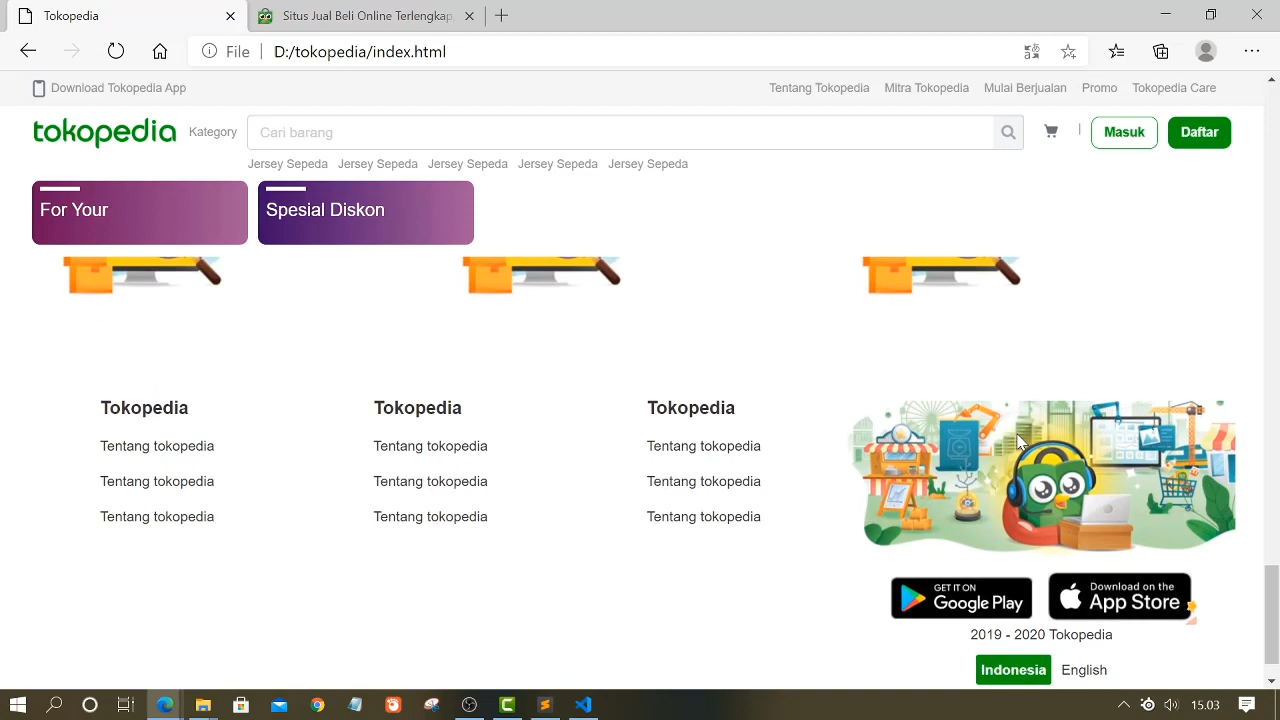 Tokopedia
Situs Jual Beli Online Terlengkap,
File
D:/tokopedia/index.html
Download Tokopedia App
Tentang Tokopedia
Mitra Tokopedia
Mulai Berjualan
Promo
Tokopedia Care
tokopedia
Kategory
Cari barang
Masuk
Daftar
Jersey Sepeda
Jersey Sepeda
Jersey Sepeda
Jersey Sepeda
Jersey Sepeda
For Your
Spesial Diskon
Tokopedia
Tokopedia
Tokopedia
Tentang tokopedia
Tentang tokopedia
Tentang tokopedia
Tentang tokopedia
Tentang tokopedia
Tentang tokopedia
Tentang tokopedia
Tentang tokopedia
Tentang tokopedia
GET IT ON
Google Play
Download on the
App Store
2019 - 2020 Tokopedia
Indonesia
English
15.03